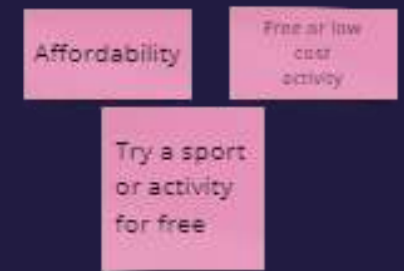 Affordability
Free or low
cost
activity
Try a sport
or activity
for free